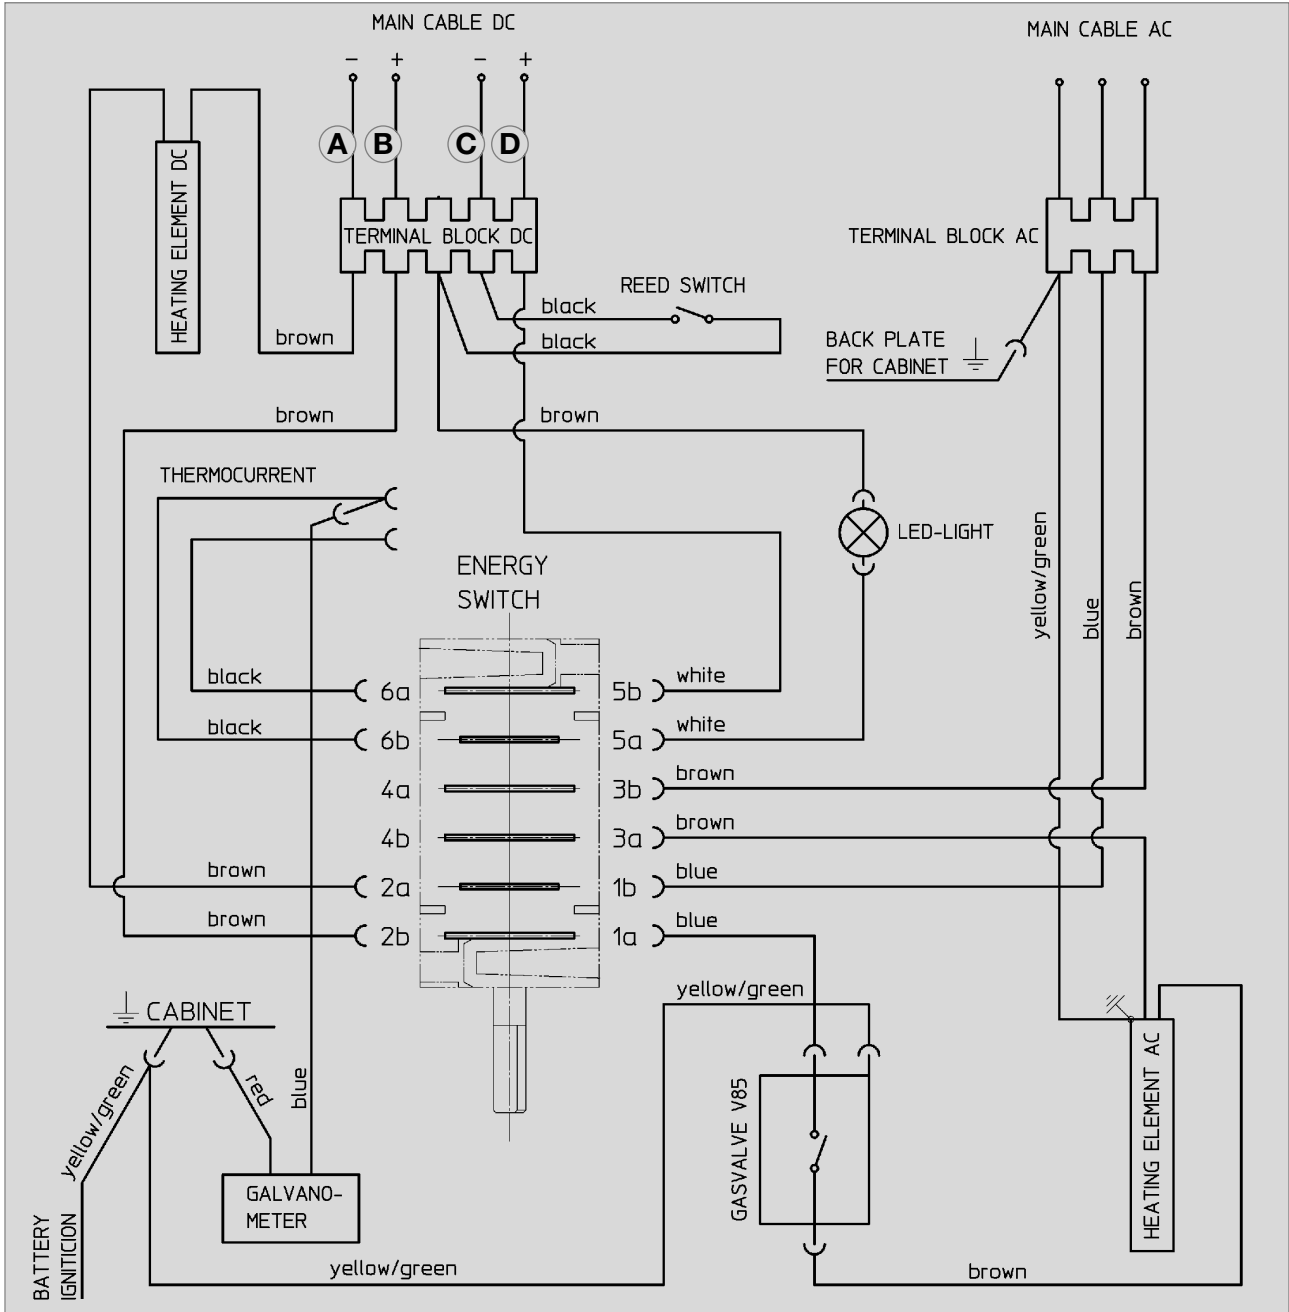 MAIN CABLE DC
MAIN CABLE AC
− + − +
A B C D
HEATING ELEMENT DC
TERMINAL BLOCK DC
TERMINAL BLOCK AC
REED SWITCH
black
brown
black
BACK PLATE
FOR CABINET
brown
brown
THERMOCURRENT
LED-LIGHT
yellow/green
blue
brown
ENERGY
SWITCH
black 6a 5b white
black 6b 5a white
4a 3b brown
4b 3a brown
brown 2a 1b blue
brown 2b 1a blue
yellow/green
CABINET
yellow/green
red
blue
GASVALVE V85
HEATING ELEMENT AC
GALVANO-
METER
BATTERY
IGNITICION
yellow/green
brown